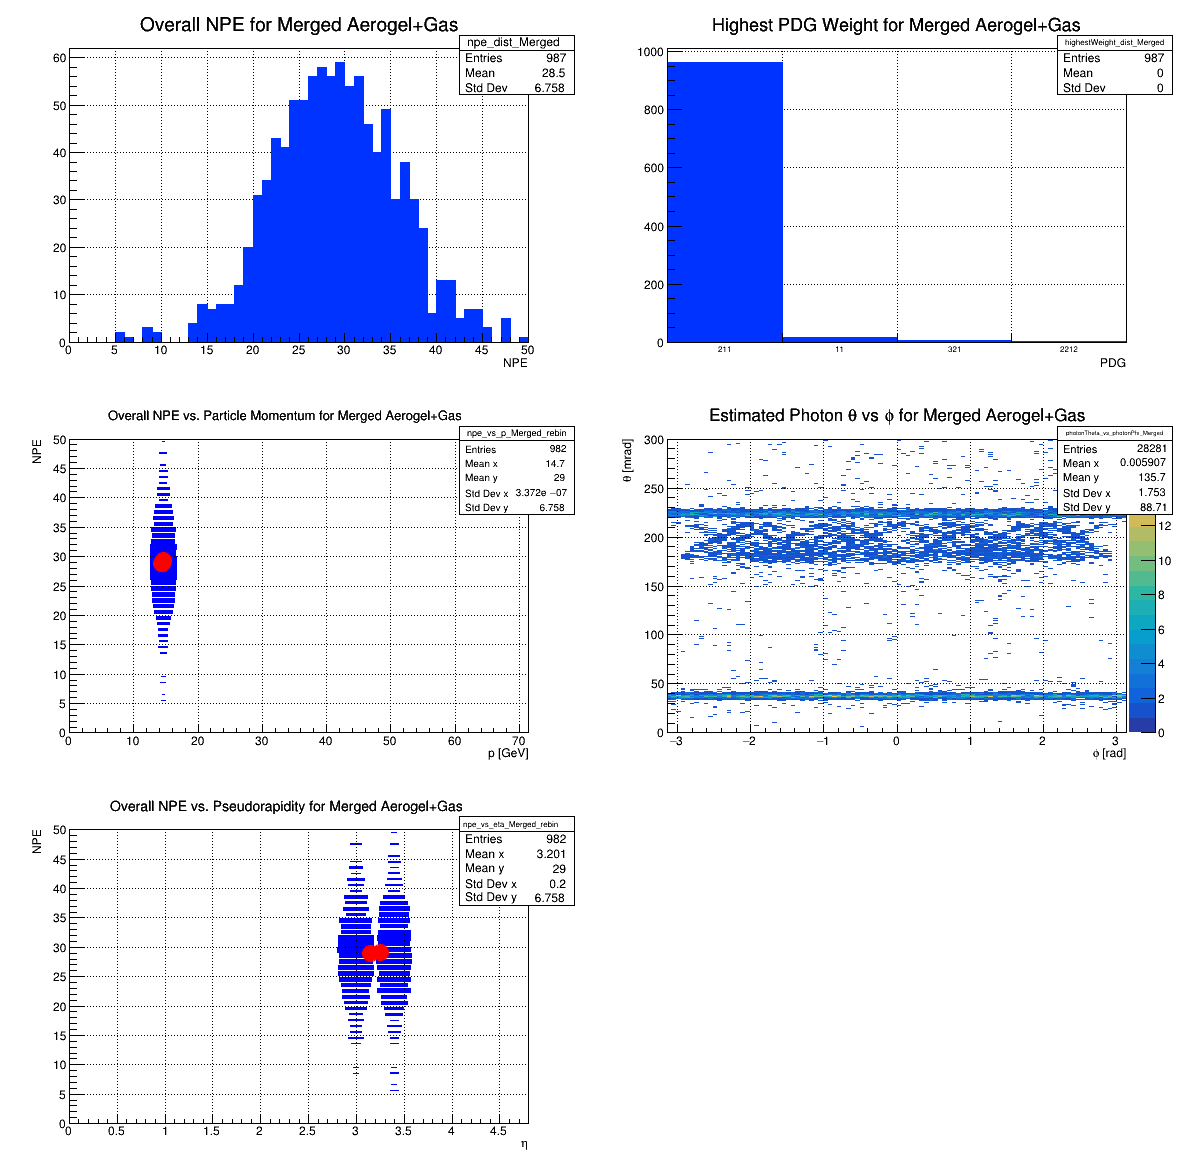 Overall NPE for Merged Aerogel+Gas
npe_dist_Merged
Entries 987
Mean 28.5
Std Dev 6.758
60
50
40
30
20
10
0
0 5 10 15 20 25 30 35 40 45 50
NPE
Highest PDG Weight for Merged Aerogel+Gas
highestWeight_dist_Merged
Entries 987
Mean 0
Std Dev 0
1000
800
600
400
200
0
211 11 321 2212
PDG
Overall NPE vs. Particle Momentum for Merged Aerogel+Gas
npe_vs_p_Merged_rebin
Entries 982
Mean x 14.7
Mean y 29
Std Dev x 3.372e −07
Std Dev y 6.758
NPE
50
45
40
35
30
25
20
15
10
5
0
0 10 20 30 40 50 60 70
p [GeV]
Estimated Photon θ vs ϕ for Merged Aerogel+Gas
photonTheta_vs_photonPhi_Merged
Entries 28281
Mean x 0.005907
Mean y 135.7
Std Dev x 1.753
Std Dev y 88.71
θ [mrad]
300
250
200
150
100
50
0
−3 −2 −1 0 1 2 3
ϕ [rad]
12
10
8
6
4
2
0
Overall NPE vs. Pseudorapidity for Merged Aerogel+Gas
npe_vs_eta_Merged_rebin
Entries 982
Mean x 3.201
Mean y 29
Std Dev x 0.2
Std Dev y 6.758
NPE
50
45
40
35
30
25
20
15
10
5
0
0 0.5 1 1.5 2 2.5 3 3.5 4 4.5
η